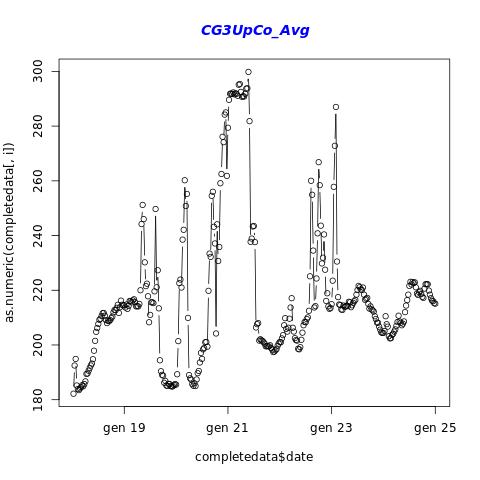 CG3UpCo_Avg
as.numeric(completedata[, i])
300
280
260
240
220
200
180
gen 19
gen 21
gen 23
gen 25
completedata$date